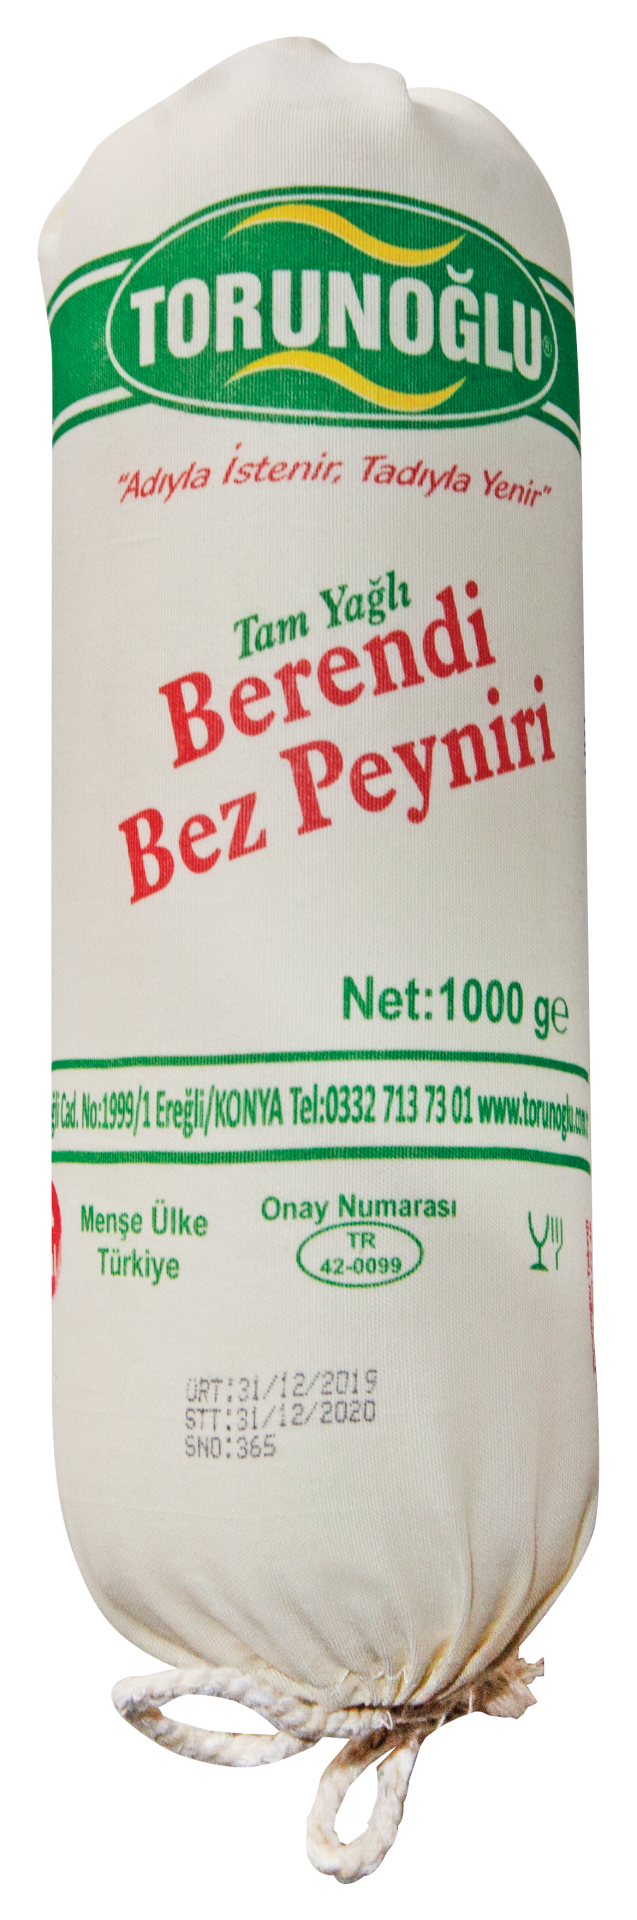 TORUNOĞLU®
"Adıyla İstenir, Tadıyla Yenir"
Tam Yağlı
Berendi
Bez Peyniri
Net:1000 g℮
Cad. No:1999/1 Ereğli/KONYA Tel:0332 713 73 01 www.torunoglu.com
Menşe Ülke
Türkiye
Onay Numarası
TR
42-0099
ÜRT:31/12/2019
STT:31/12/2020
SNO:365